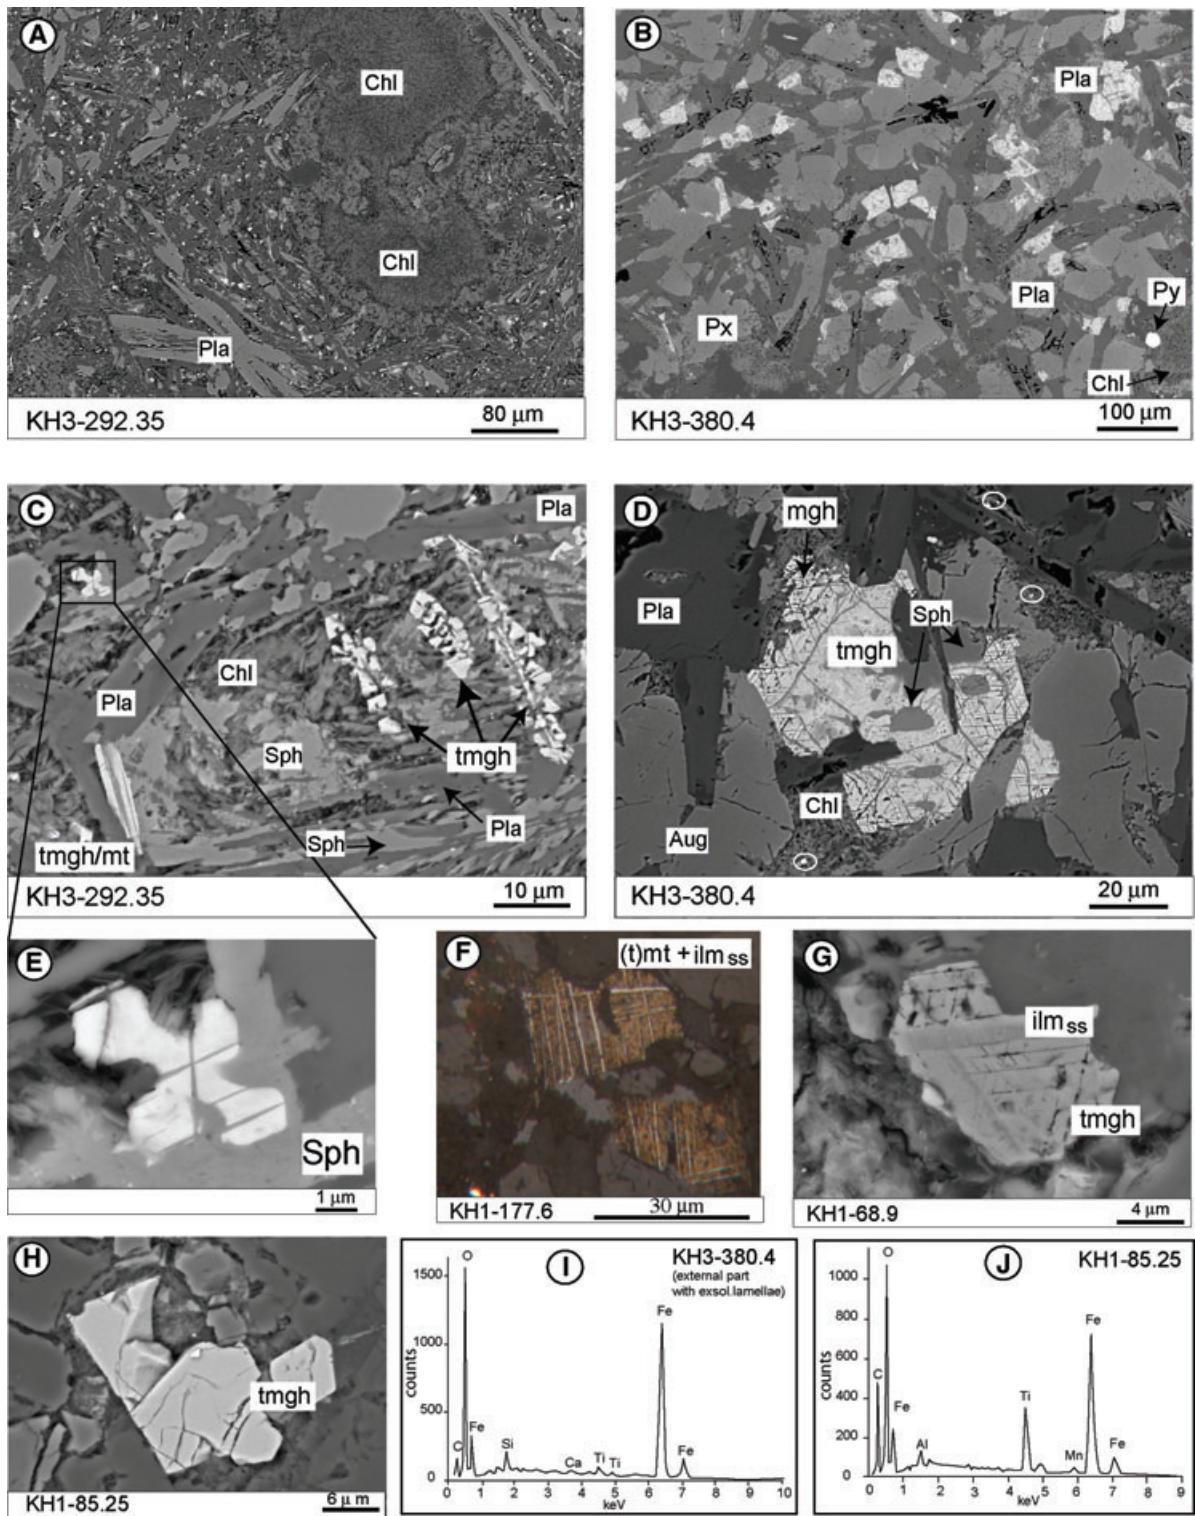 A
Chl
Chl
Pla
KH3-292.35
80 μm
B
Pla
Pla
Py
Px
Chl
KH3-380.4
100 μm
C
Pla
Chl
Pla
Sph
tmgh
Pla
Sph
tmgh/mt
KH3-292.35
10 μm
D
mgh
Pla
Sph
tmgh
Chl
Aug
KH3-380.4
20 μm
E
Sph
1 μm
F
(t)mt + ilmss
KH1-177.6
30 μm
G
ilmss
tmgh
KH1-68.9
4 μm
H
tmgh
KH1-85.25
6 μ m
I
KH3-380.4
(external part
with exsol.lamellae)
O
Fe
C
Fe
Si
Ca
Ti
Ti
Fe
counts
1500
1000
500
0
0 1 2 3 4 5 6 7 8 9 10
keV
J
KH1-85.25
O
C
Fe
Al
Ti
Mn
Fe
Fe
counts
1000
800
600
400
200
0
0 1 2 3 4 5 6 7 8 9
keV